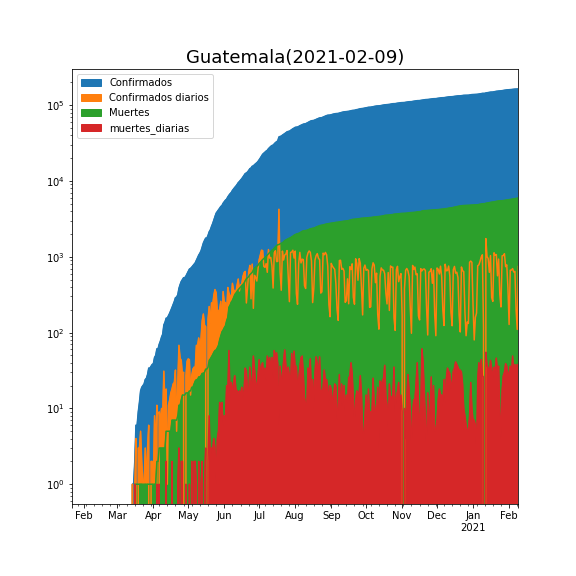 Guatemala(2021-02-09)
Confirmados
Confirmados diarios
Muertes
muertes_diarias
10^5
10^4
10^3
10^2
10^1
10^0
Feb Mar Apr May Jun Jul Aug Sep Oct Nov Dec Jan Feb
2021